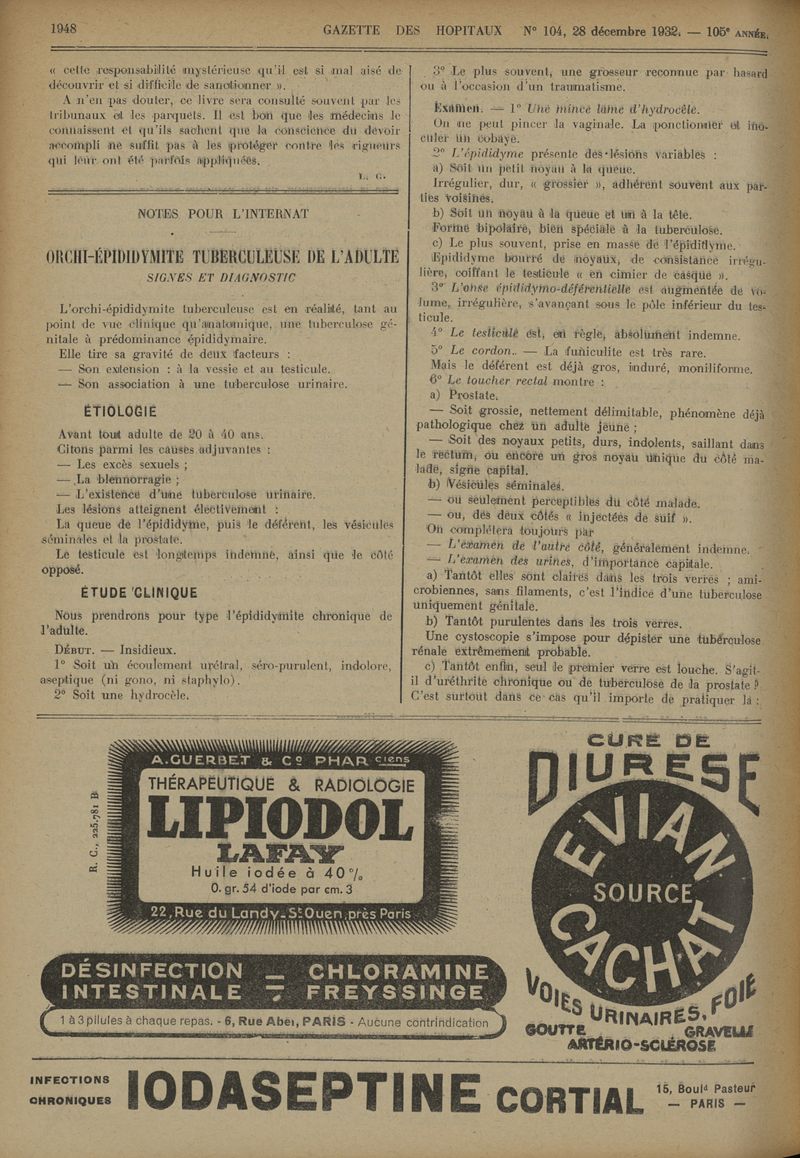 1948
GAZETTE DES HOPITAUX N° 104, 28 décembre 1932. — 105e ANNÉE.
« cette responsabilité mystérieuse qu'il est si mal aisé de
découvrir et si difficile de sanctionner ».
A n'en pas douter, ce livre sera consulté souvent par les
tribunaux et les parquets. Il est bon que les médecins le
connaissent et qu'ils sachent que la conscience du devoir
accompli ne suffit pas à les protéger contre les rigueurs
qui leur ont été parfois appliquées.
L. G.
NOTES POUR L'INTERNAT
ORCHI-ÉPIDIDYMITE TUBERCULEUSE DE L'ADULTE
SIGNES ET DIAGNOSTIC
L'orchi-épididymite tuberculeuse est en réalité, tant au
point de vue clinique qu'anatomique, une tuberculose gé-
nitale à prédominance épididymaire.
Elle tire sa gravité de deux facteurs :
— Son extension : à la vessie et au testicule.
— Son association à une tuberculose urinaire.
ÉTIOLOGIE
Avant tout adulte de 20 à 40 ans.
Citons parmi les causes adjuvantes :
— Les excès sexuels ;
— La blennorragie ;
— L'existence d'une tuberculose urinaire.
Les lésions atteignent électivement :
La queue de l'épididyme, puis le déférent, les vésicules
séminales et la prostate.
Le testicule est longtemps indemne, ainsi que le côté
opposé.
ÉTUDE CLINIQUE
Nous prendrons pour type l'épididymite chronique de
l'adulte.
DÉBUT. — Insidieux.
1° Soit un écoulement urétral, séro-purulent, indolore,
aseptique (ni gono, ni staphylo).
2° Soit une hydrocèle.
3° Le plus souvent, une grosseur reconnue par hasard
ou à l'occasion d'un traumatisme.
Examen. — 1° Une mince lame d'hydrocèle.
On ne peut pincer la vaginale. La ponctionner et ino-
culer un cobaye.
2° L'épididyme présente des lésions variables :
a) Soit un petit noyau à la queue.
Irrégulier, dur, « grossier », adhérent souvent aux par-
ties voisines.
b) Soit un noyau à la queue et un à la tête.
Forme bipolaire, bien spéciale à la tuberculose.
c) Le plus souvent, prise en masse de l'épididyme.
Epididyme bourré de noyaux, de consistance irrégu-
lière, coiffant le testicule « en cimier de casque ».
3° L'anse épididymo-déférentielle est augmentée de vo-
lume, irrégulière, s'avançant sous le pôle inférieur du tes-
ticule.
4° Le testicule est, en règle, absolument indemne.
5° Le cordon.. — La funiculite est très rare.
Mais le déférent est déjà gros, induré, moniliforme.
6° Le toucher rectal montre :
a) Prostate.
— Soit grossie, nettement délimitable, phénomène déjà
pathologique chez un adulte jeune ;
— Soit des noyaux petits, durs, indolents, saillant dans
le rectum, ou encore un gros noyau unique du côté ma-
lade, signe capital.
b) Vésicules séminales.
— ou seulement perceptibles du côté malade.
— ou, des deux côtés « injectées de suif ».
On complétera toujours par
— L'examen de l'autre côté, généralement indemne.
— L'examen des urines, d'importance capitale.
a) Tantôt elles sont claires dans les trois verres ; ami-
crobiennes, sans filaments, c'est l'indice d'une tuberculose
uniquement génitale.
b) Tantôt purulentes dans les trois verres.
Une cystoscopie s'impose pour dépister une tuberculose
rénale extrêmement probable.
c) Tantôt enfin, seul le premier verre est louche. S'agit-
il d'uréthrite chronique ou de tuberculose de la prostate ?
C'est surtout dans ce cas qu'il importe de pratiquer la :
R. C., 225.781 B
A. GUERBET & Cº PHARciens
THÉRAPEUTIQUE & RADIOLOGIE
LIPIODOL
LAFAY
Huile iodée à 40%
0. gr. 54 d'iode par cm. 3
22, Rue du Landy_St Ouen, près Paris
CURE DE
DIURESE
EVIAN
SOURCE
CACHAT
VOIES URINAIRES, FOIE
GOUTTE GRAVELLE
ARTÉRIO-SCLÉROSE
DÉSINFECTION — CHLORAMINE
INTESTINALE — FREYSSINGE
1 à 3 pilules à chaque repas. - 6, Rue Abel, PARIS - Aucune contrindication
INFECTIONS
CHRONIQUES
IODASEPTINE CORTIAL
15, Bould Pasteur
— PARIS —